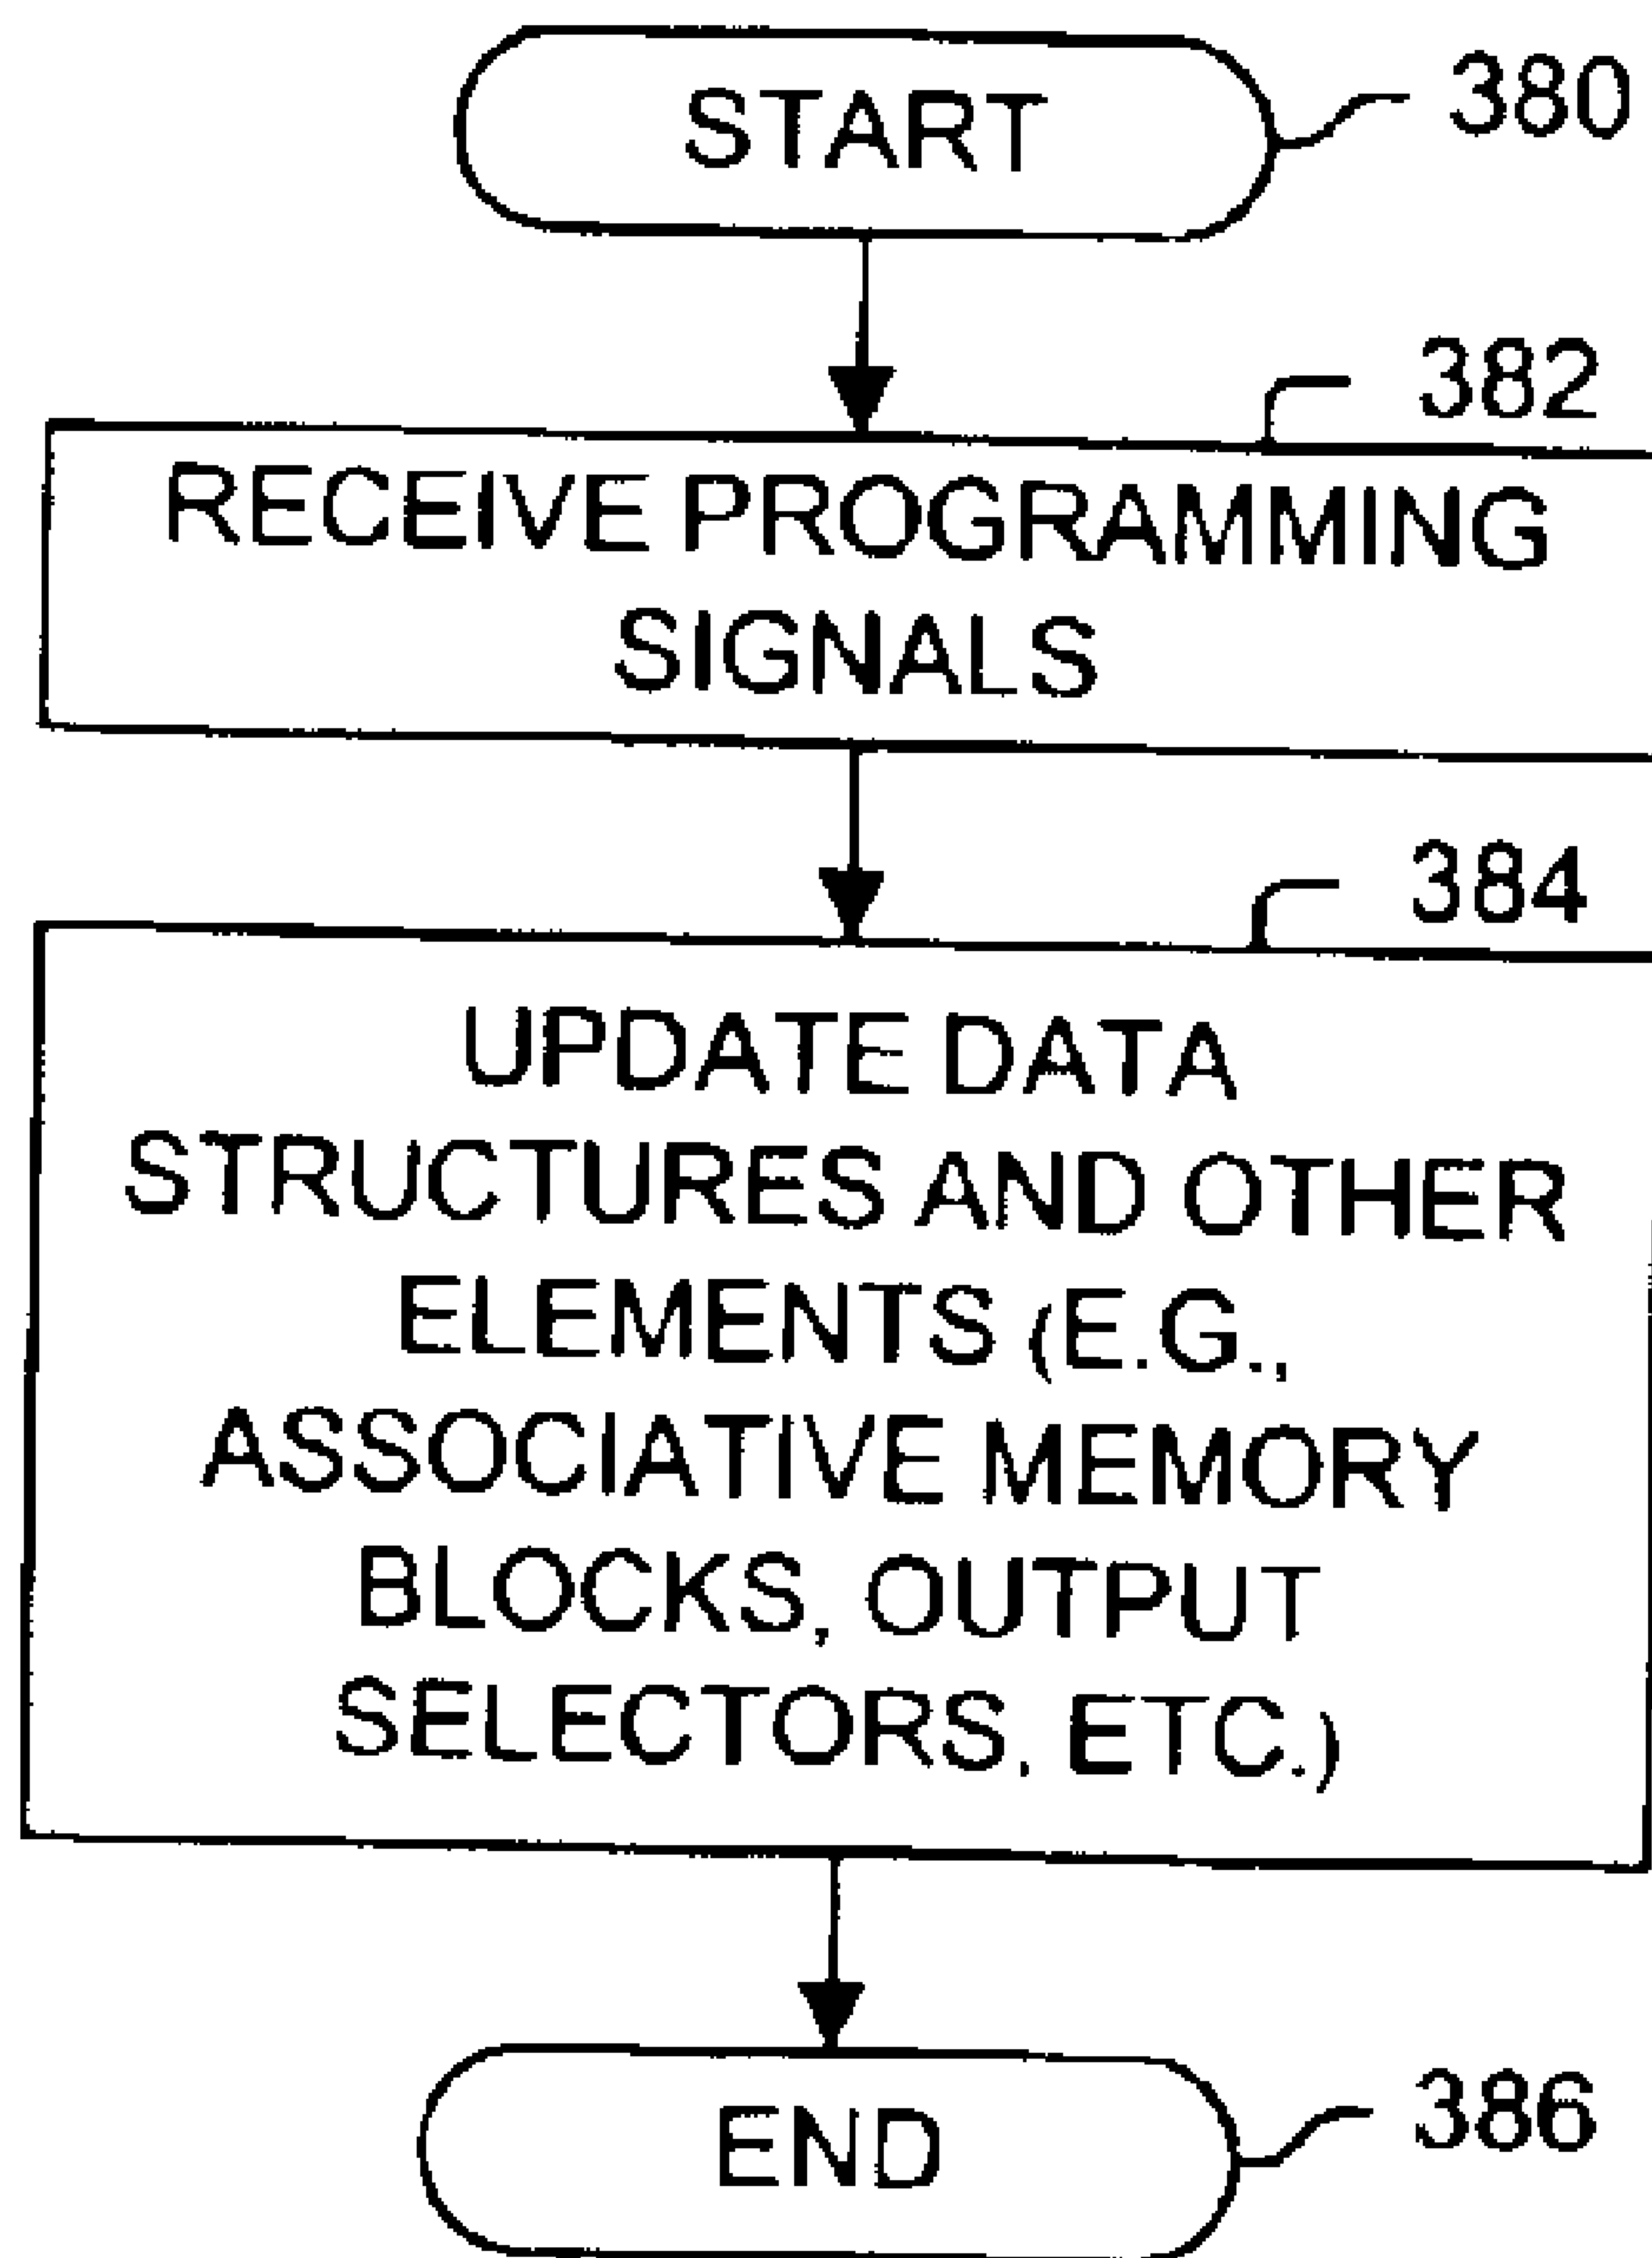 START
380
382
RECEIVE PROGRAMMING
SIGNALS
384
UPDATE DATA
STRUCTURES AND OTHER
ELEMENTS (E.G.,
ASSOCIATIVE MEMORY
BLOCKS, OUTPUT
SELECTORS, ETC.)
END
386